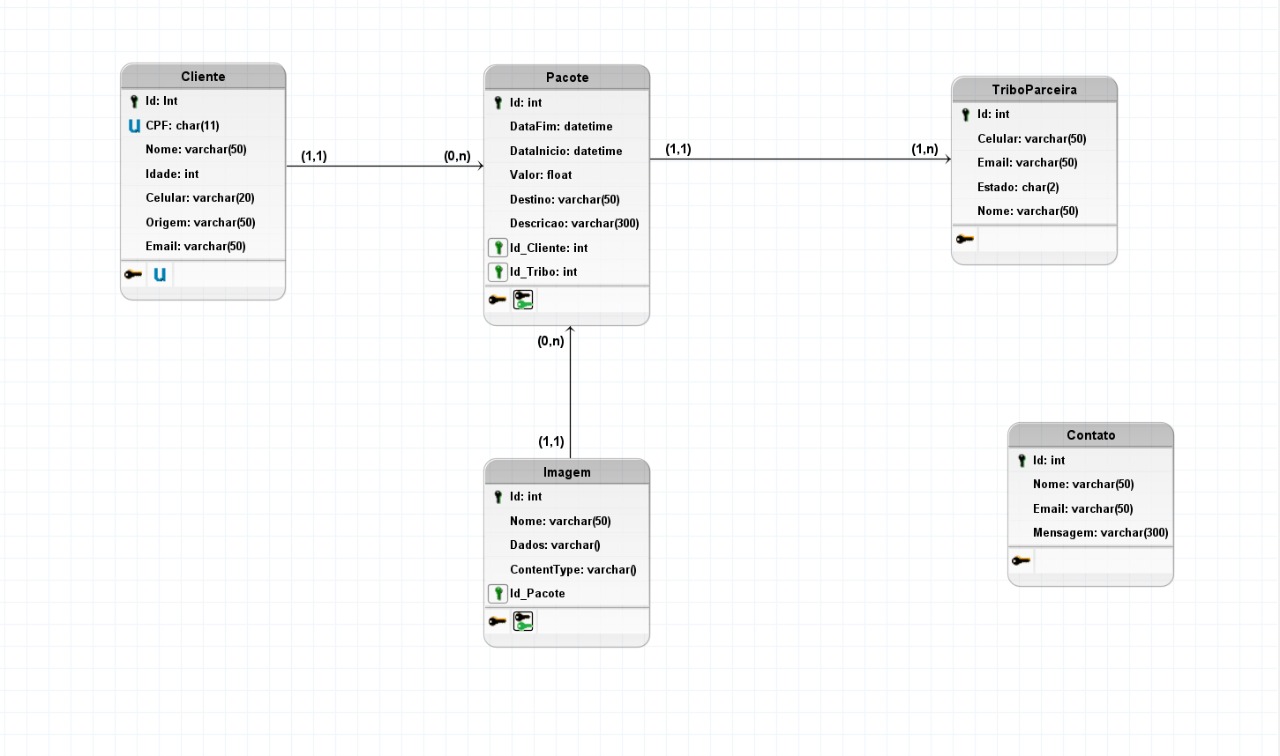 Cliente
Id: Int
U CPF: char(11)
Nome: varchar(50)
Idade: int
Celular: varchar(20)
Origem: varchar(50)
Email: varchar(50)
U
(1,1)
(0,n)
Pacote
Id: int
DataFim: datetime
DataInicio: datetime
Valor: float
Destino: varchar(50)
Descricao: varchar(300)
Id_Cliente: int
Id_Tribo: int
(1,1)
(1,n)
TriboParceira
Id: int
Celular: varchar(50)
Email: varchar(50)
Estado: char(2)
Nome: varchar(50)
(0,n)
(1,1)
Imagem
Id: int
Nome: varchar(50)
Dados: varchar()
ContentType: varchar()
Id_Pacote
Contato
Id: int
Nome: varchar(50)
Email: varchar(50)
Mensagem: varchar(300)